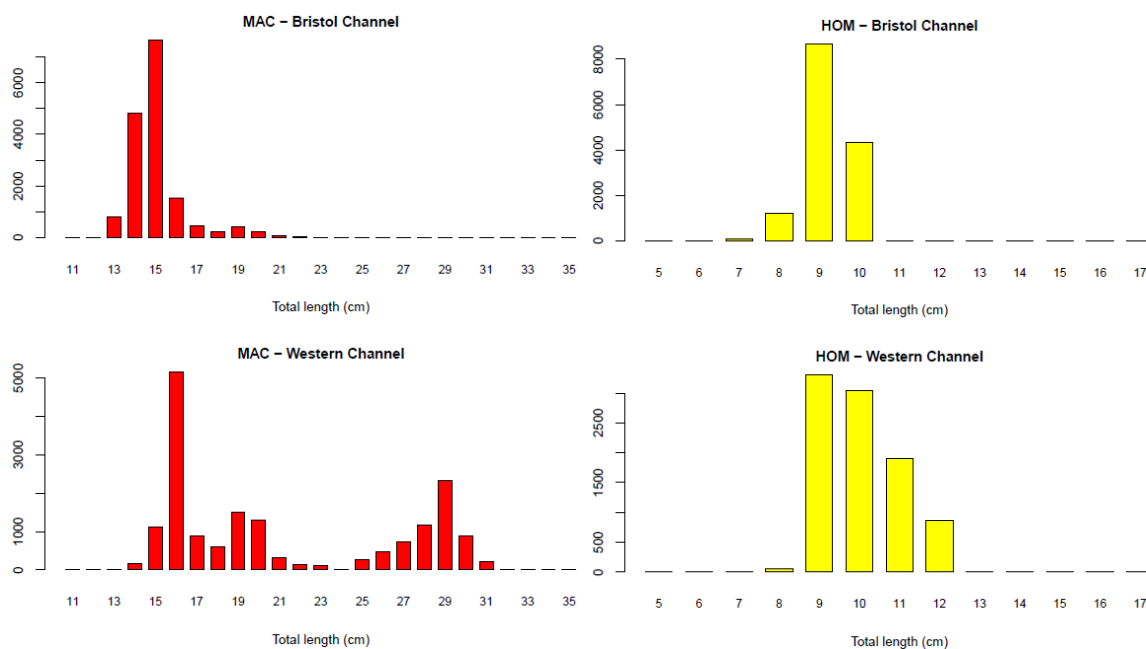 MAC − Bristol Channel
6000
4000
2000
0
11 13 15 17 19 21 23 25 27 29 31 33 35
Total length (cm)
HOM − Bristol Channel
8000
6000
4000
2000
0
5 6 7 8 9 10 11 12 13 14 15 16 17
Total length (cm)
MAC − Western Channel
5000
3000
1000
0
11 13 15 17 19 21 23 25 27 29 31 33 35
Total length (cm)
HOM − Western Channel
2500
1500
500
0
5 6 7 8 9 10 11 12 13 14 15 16 17
Total length (cm)